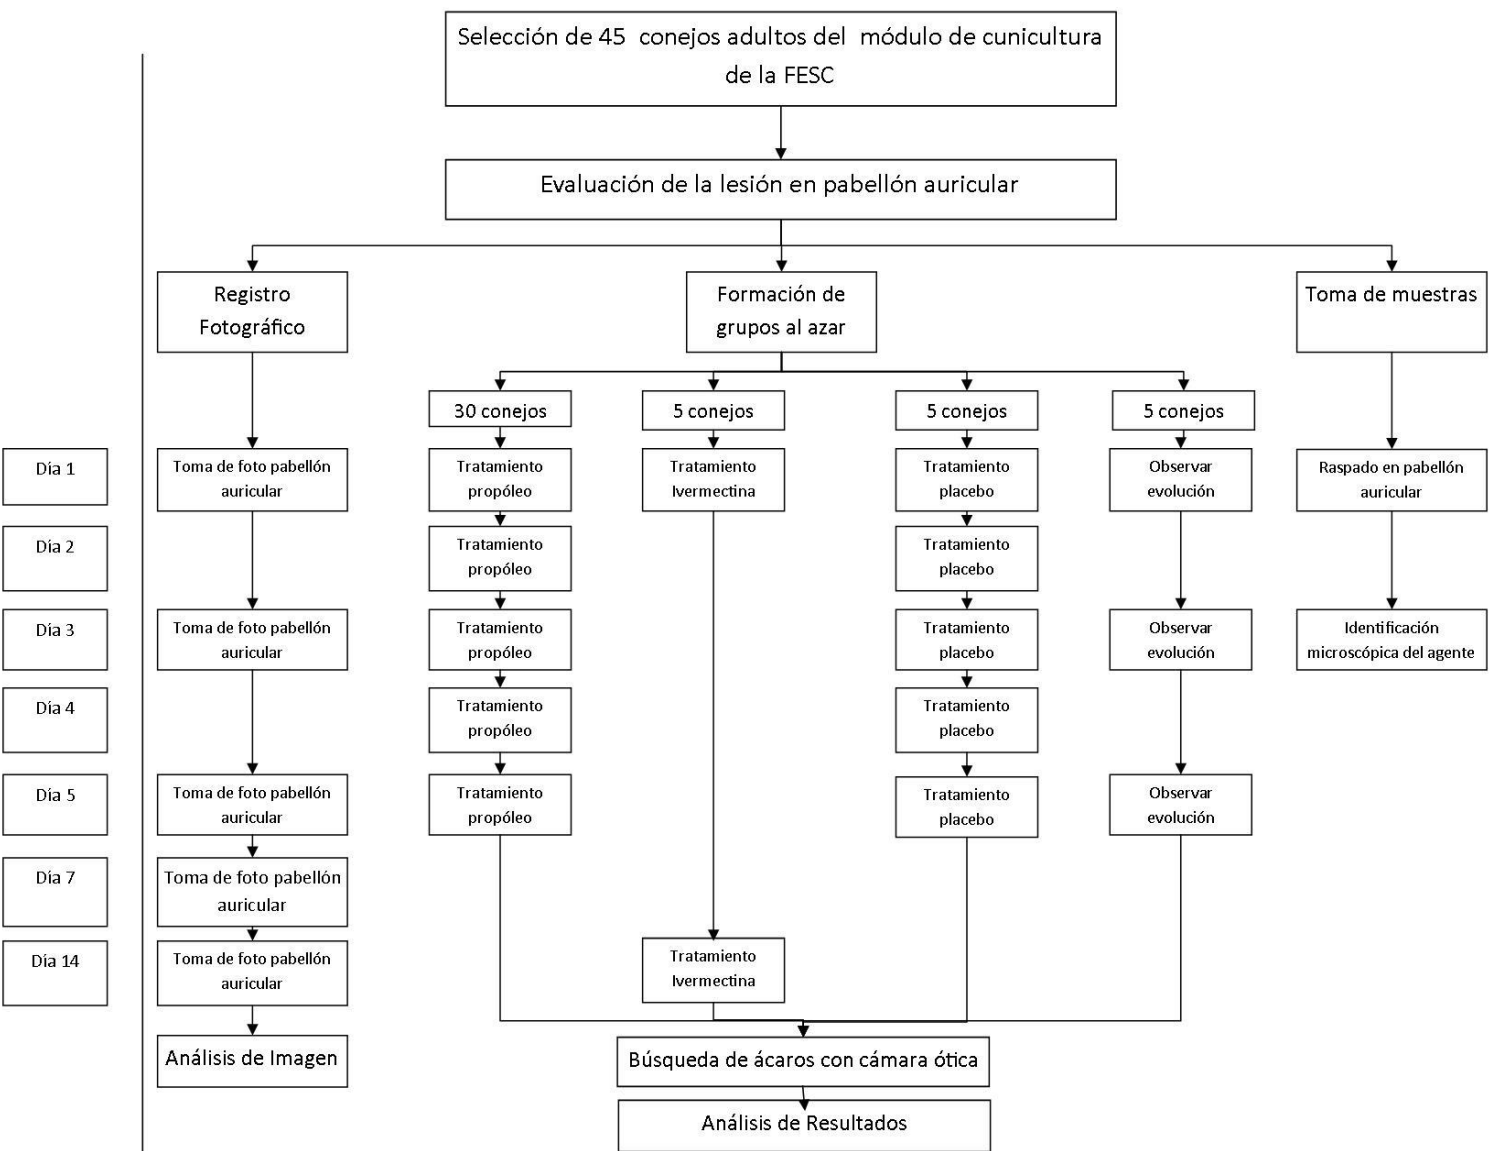 Selección de 45 conejos adultos del módulo de cunicultura
de la FESC
Evaluación de la lesión en pabellón auricular
Registro
Fotográfico
Formación de
grupos al azar
Toma de muestras
30 conejos
5 conejos
5 conejos
5 conejos
Día 1
Toma de foto pabellón
auricular
Tratamiento
propóleo
Tratamiento
Ivermectina
Tratamiento
placebo
Observar
evolución
Raspado en pabellón
auricular
Día 2
Tratamiento
propóleo
Tratamiento
placebo
Día 3
Toma de foto pabellón
auricular
Tratamiento
propóleo
Tratamiento
placebo
Observar
evolución
Identificación
microscópica del agente
Día 4
Tratamiento
propóleo
Tratamiento
placebo
Día 5
Toma de foto pabellón
auricular
Tratamiento
propóleo
Tratamiento
placebo
Observar
evolución
Día 7
Toma de foto pabellón
auricular
Día 14
Toma de foto pabellón
auricular
Tratamiento
Ivermectina
Análisis de Imagen
Búsqueda de ácaros con cámara ótica
Análisis de Resultados